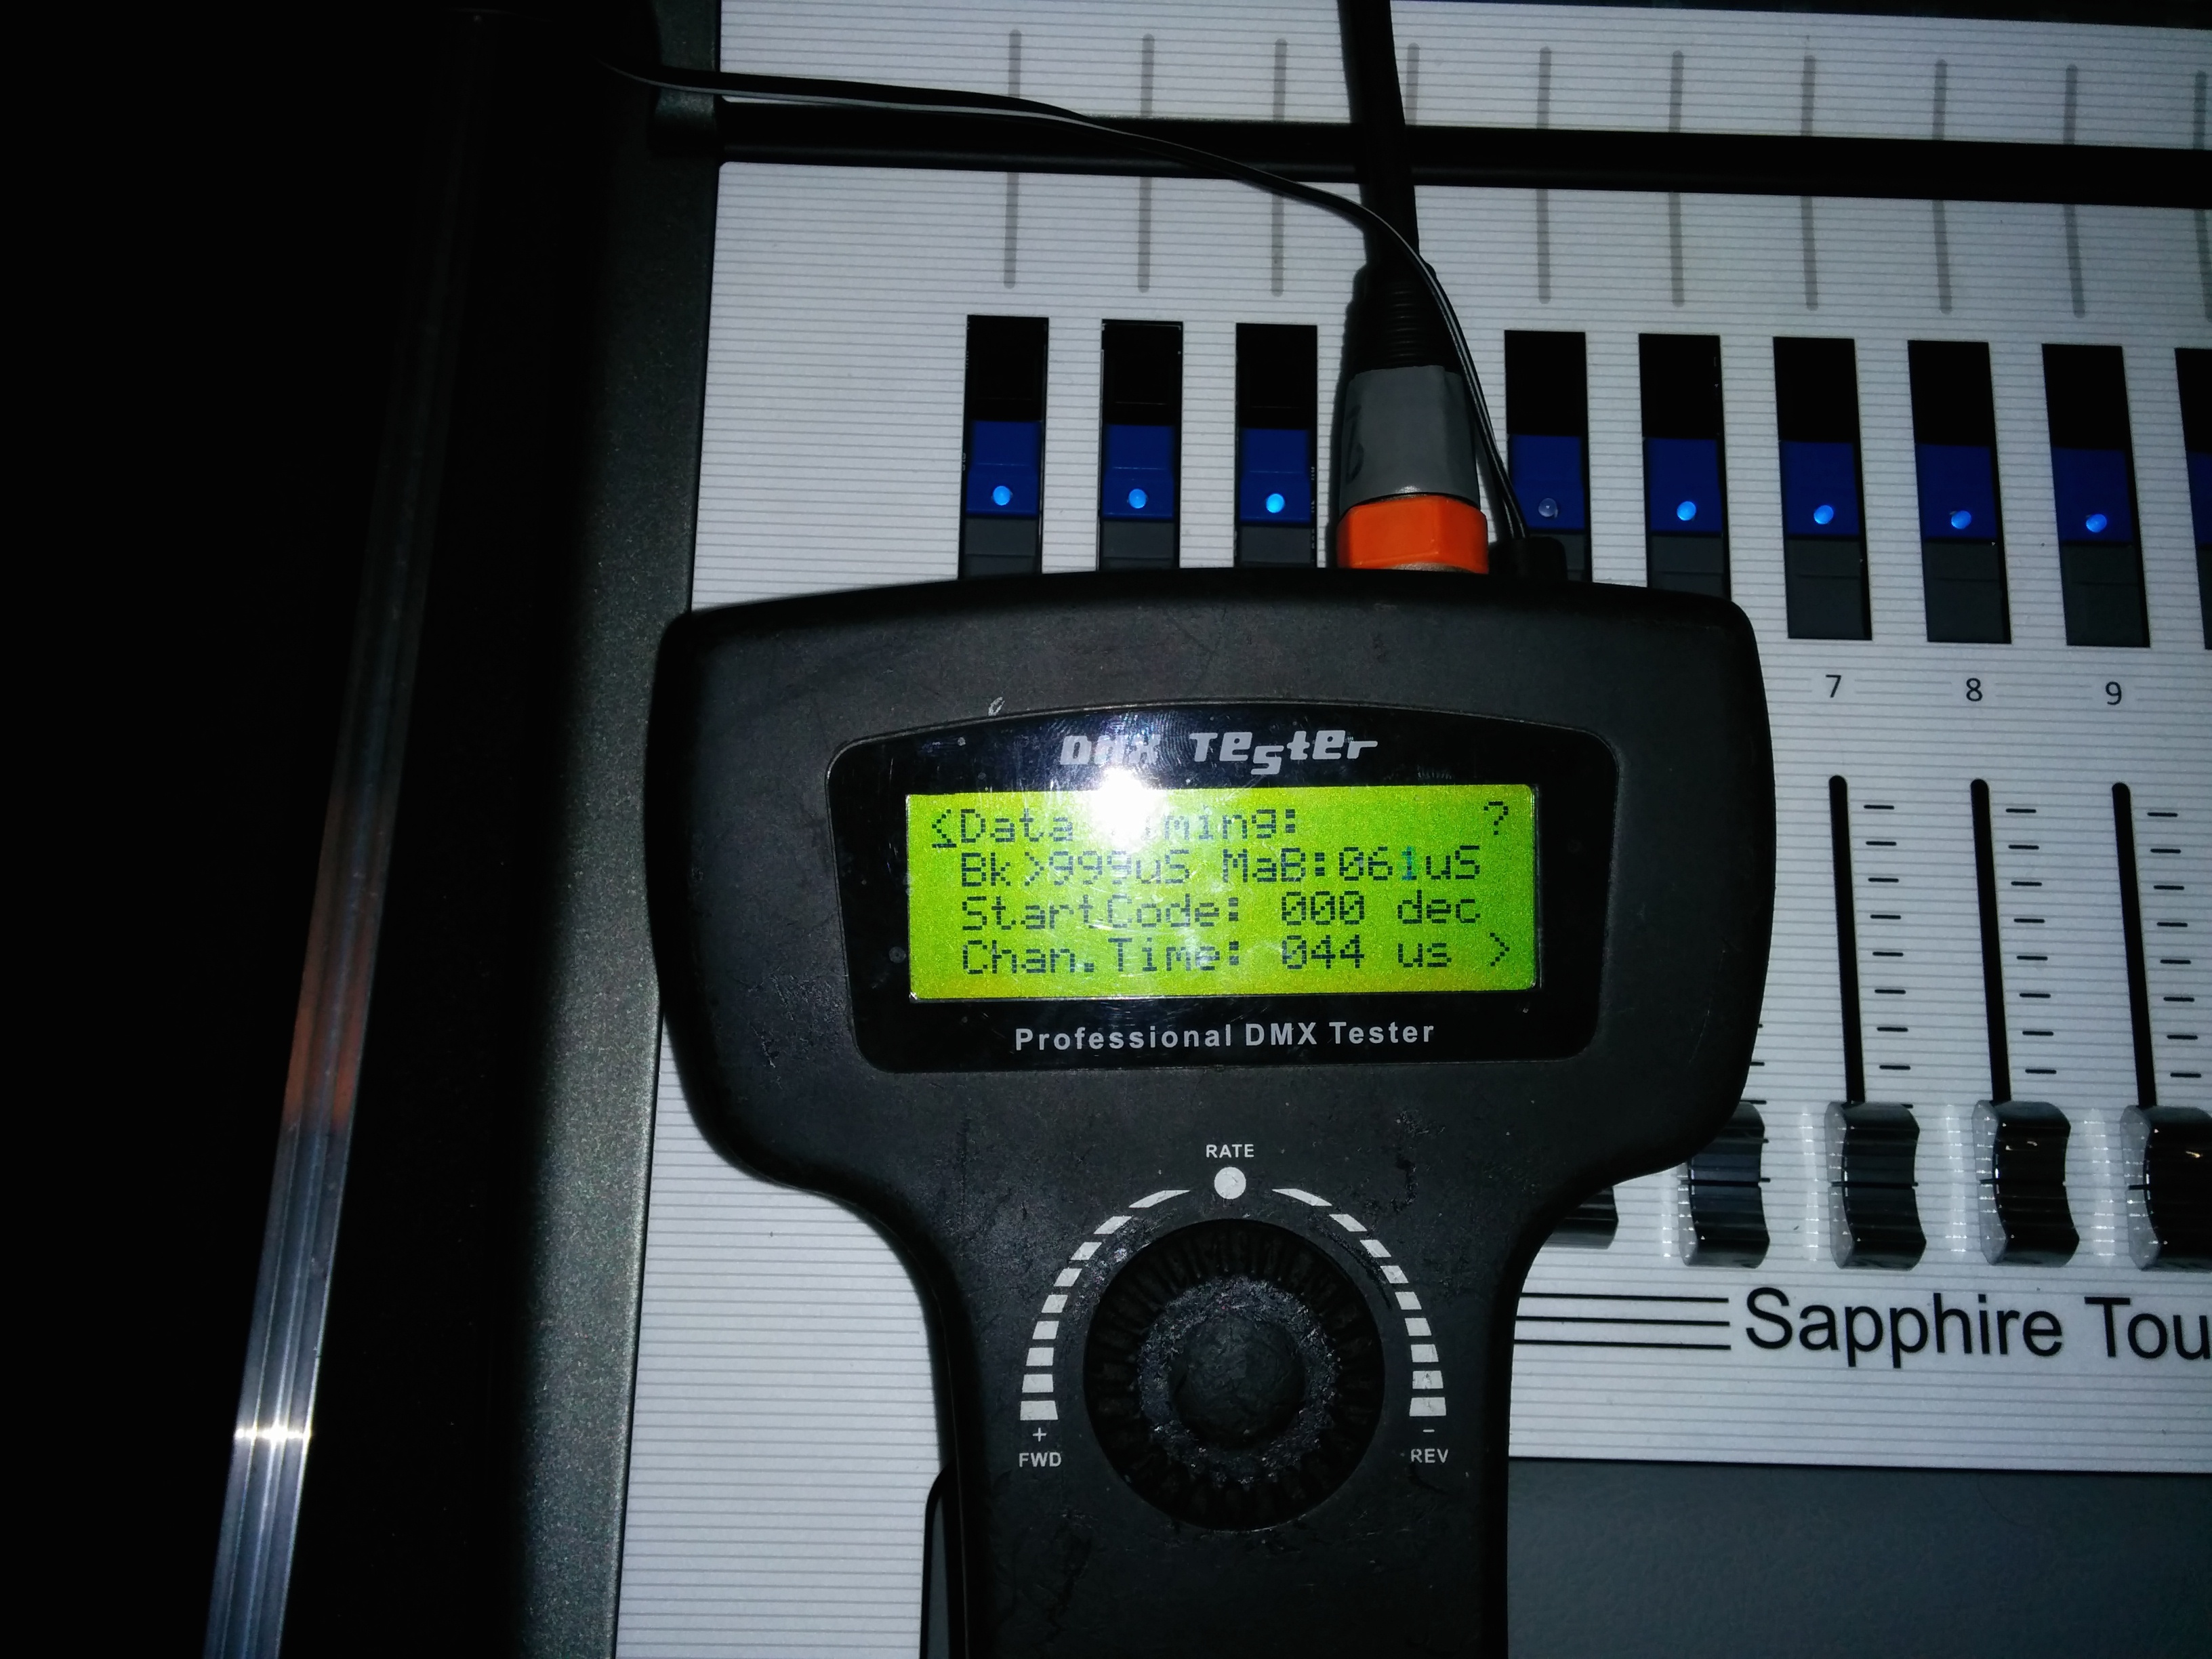 7 8 9
DMX Tester
<Data Timing: ?
Bk>999uS MaB:061uS
StartCode: 000 dec
Chan.Time: 044 us >
Professional DMX Tester
RATE
+ -
FWD REV
Sapphire Tou